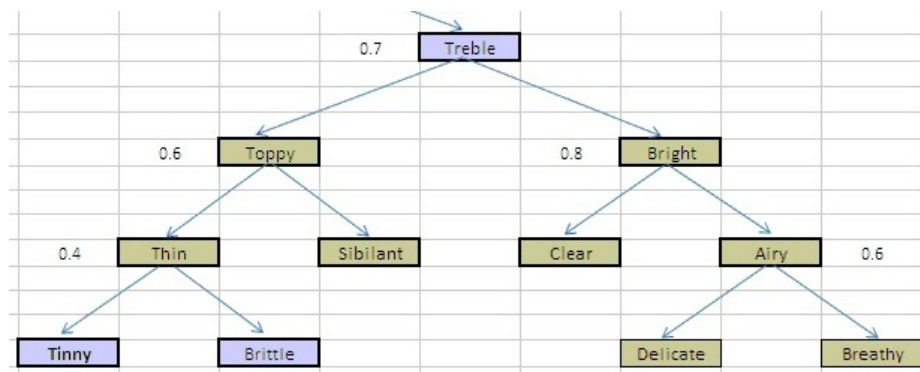 0.7 Treble
0.6 Toppy 0.8 Bright
0.4 Thin Sibilant Clear Airy 0.6
Tinny Brittle Delicate Breathy